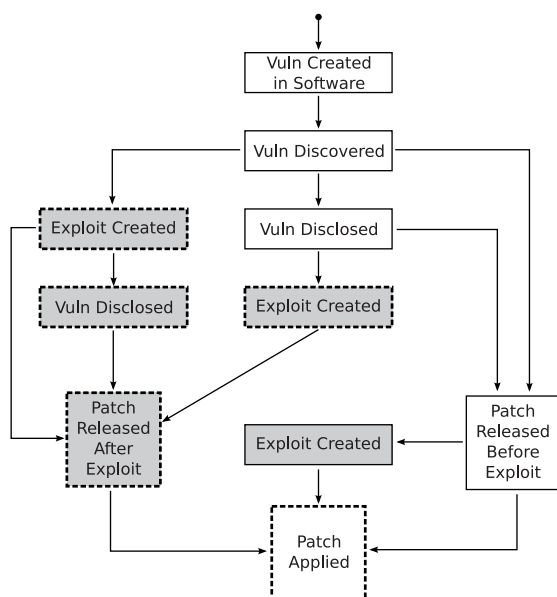 Vuln Created
in Software
Vuln Discovered
Exploit Created
Vuln Disclosed
Vuln Disclosed
Exploit Created
Patch
Released
After
Exploit
Exploit Created
Patch
Released
Before
Exploit
Patch
Applied